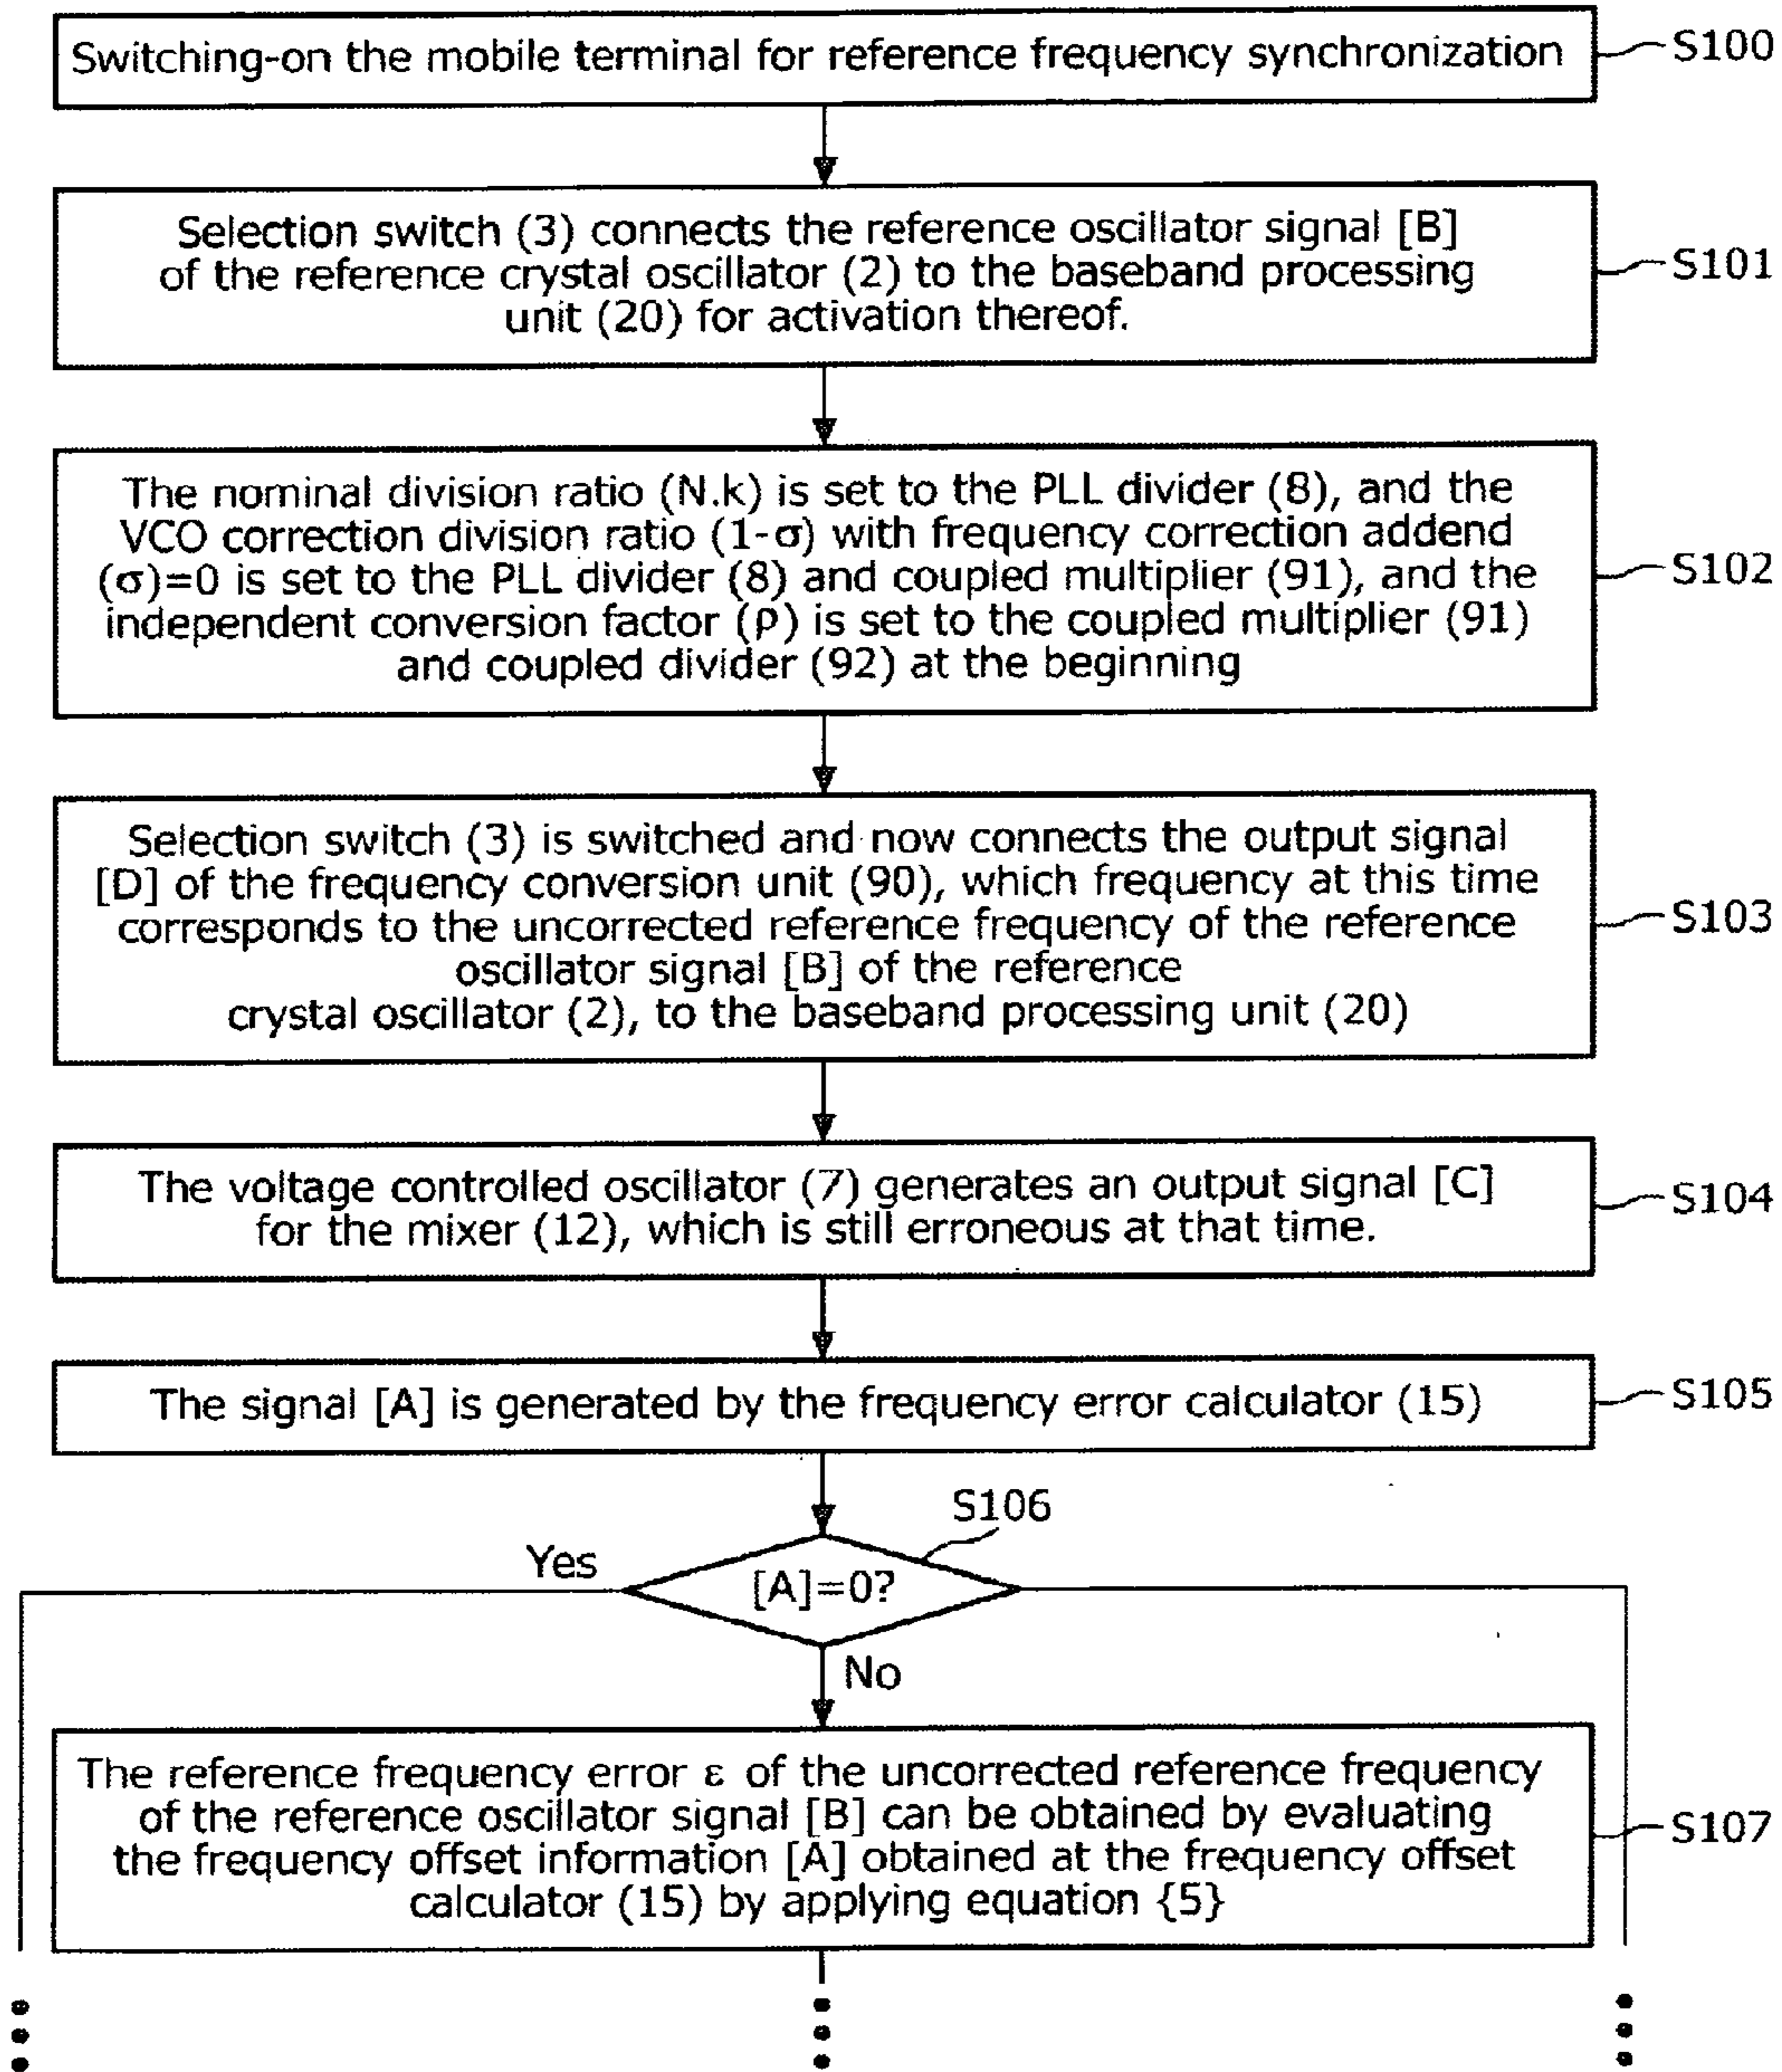 Switching-on the mobile terminal for reference frequency synchronization
S100
Selection switch (3) connects the reference oscillator signal [B]
of the reference crystal oscillator (2) to the baseband processing
unit (20) for activation thereof.
S101
The nominal division ratio (N.k) is set to the PLL divider (8), and the
VCO correction division ratio (1-σ) with frequency correction addend
(σ)=0 is set to the PLL divider (8) and coupled multiplier (91), and the
independent conversion factor (ρ) is set to the coupled multiplier (91)
and coupled divider (92) at the beginning
S102
Selection switch (3) is switched and now connects the output signal
[D] of the frequency conversion unit (90), which frequency at this time
corresponds to the uncorrected reference frequency of the reference
oscillator signal [B] of the reference
crystal oscillator (2), to the baseband processing unit (20)
S103
The voltage controlled oscillator (7) generates an output signal [C]
for the mixer (12), which is still erroneous at that time.
S104
The signal [A] is generated by the frequency error calculator (15)
S105
S106
Yes
[A]=0?
No
The reference frequency error ε of the uncorrected reference frequency
of the reference oscillator signal [B] can be obtained by evaluating
the frequency offset information [A] obtained at the frequency offset
calculator (15) by applying equation {5}
S107